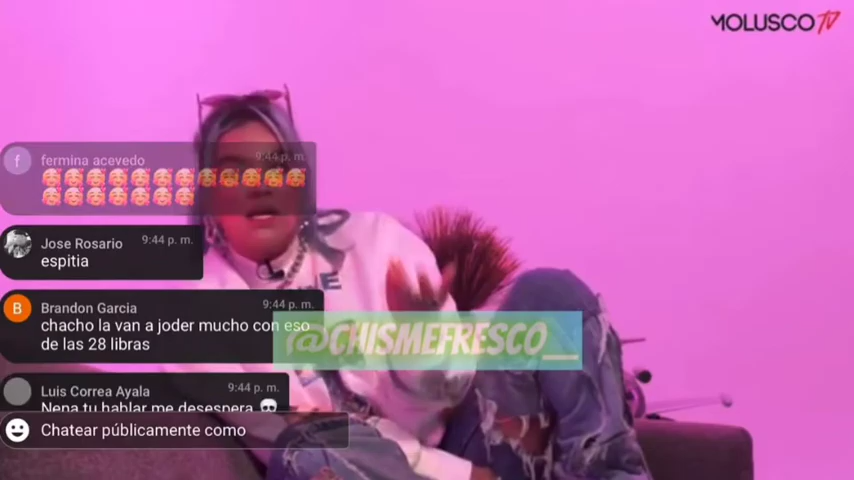 MOLUSCO TV
f
fermina acevedo 9:44 p. m.
🥰🥰🥰🥰🥰🥰🥰🥰🥰🥰🥰🥰
🥰🥰🥰🥰🥰🥰🥰
Jose Rosario 9:44 p. m.
espitia
B
Brandon Garcia 9:44 p. m.
chacho la van a joder mucho con eso
de las 28 libras
@CHISMEFRESCO__
Luis Correa Ayala 9:44 p. m.
Nena tu hablar me desespera 💀
Chatear públicamente como